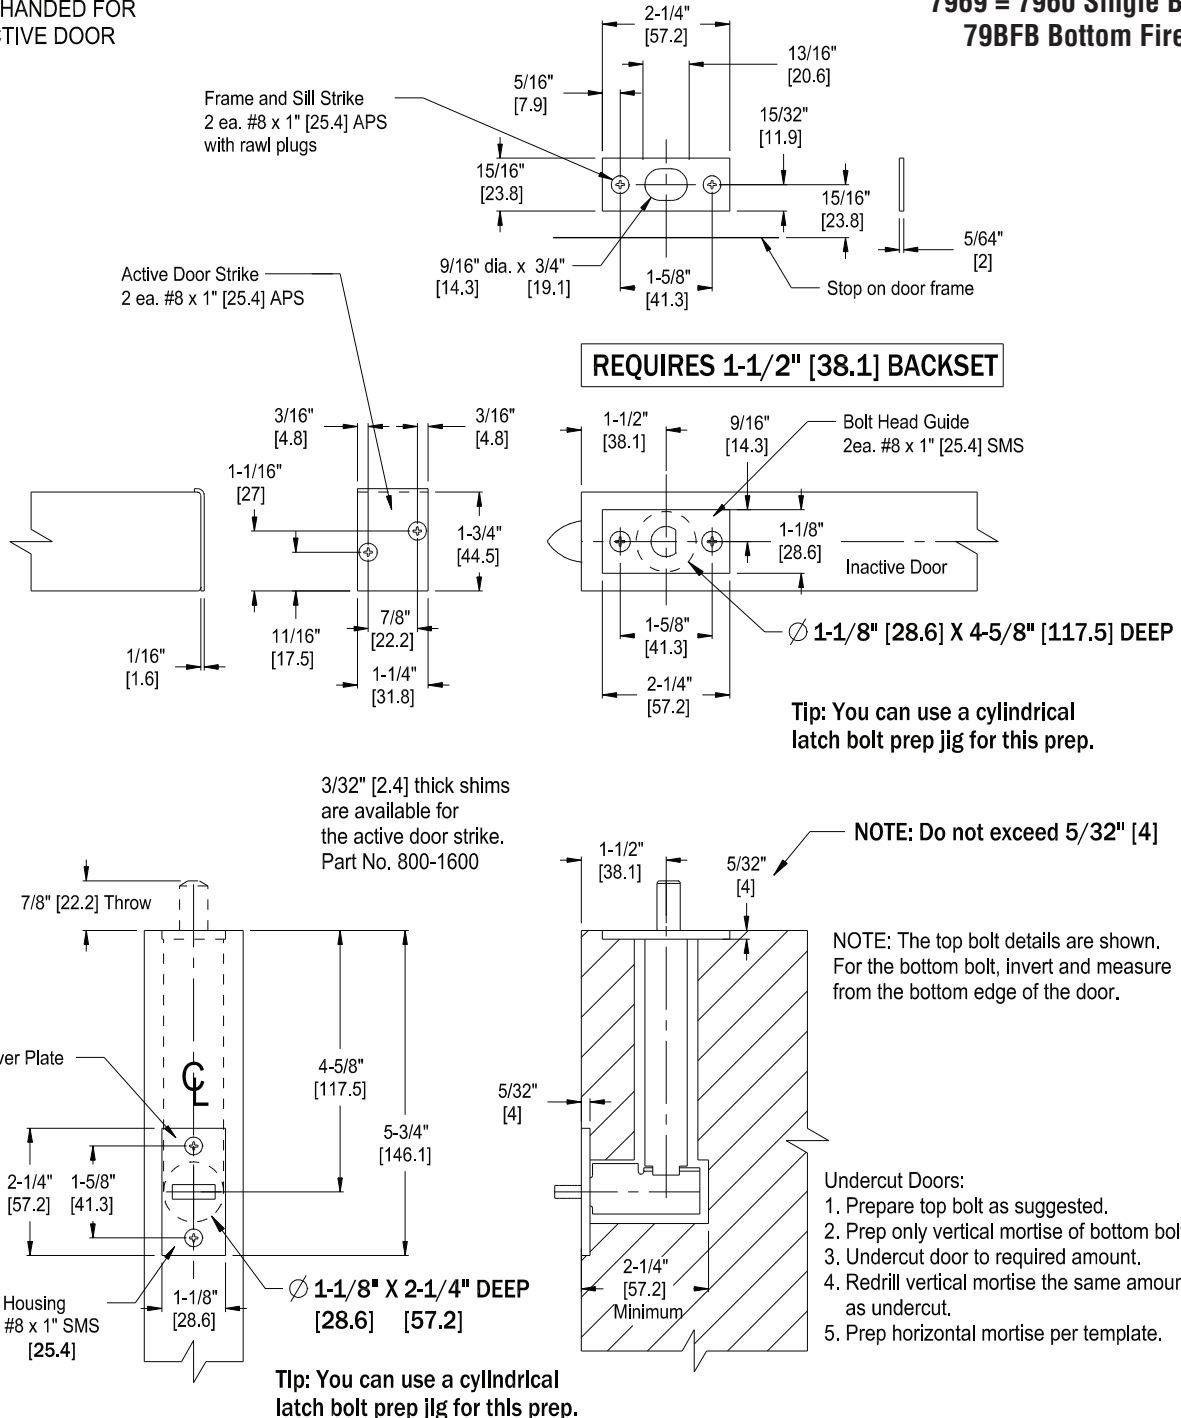 HANDED FOR
CTIVE DOOR
7969 = 7960 Single B
79BFB Bottom Fire
2-1/4"
[57.2]
13/16"
[20.6]
5/16"
[7.9]
15/32"
[11.9]
Frame and Sill Strike
2 ea. #8 x 1" [25.4] APS
with rawl plugs
15/16"
[23.8]
15/16"
[23.8]
5/64"
[2]
9/16" dia. x 3/4"
[14.3] [19.1]
1-5/8"
[41.3]
Stop on door frame
Active Door Strike
2 ea. #8 x 1" [25.4] APS
REQUIRES 1-1/2" [38.1] BACKSET
3/16"
[4.8]
3/16"
[4.8]
1-1/2"
[38.1]
9/16"
[14.3]
Bolt Head Guide
2ea. #8 x 1" [25.4] SMS
1-1/16"
[27]
1-3/4"
[44.5]
1-1/8"
[28.6]
Inactive Door
11/16"
[17.5]
7/8"
[22.2]
1-1/4"
[31.8]
1/16"
[1.6]
1-5/8"
[41.3]
2-1/4"
[57.2]
∅ 1-1/8" [28.6] X 4-5/8" [117.5] DEEP
Tip: You can use a cylindrical
latch bolt prep jig for this prep.
3/32" [2.4] thick shims
are available for
the active door strike.
Part No. 800-1600
NOTE: Do not exceed 5/32" [4]
1-1/2"
[38.1]
5/32"
[4]
7/8" [22.2] Throw
NOTE: The top bolt details are shown.
For the bottom bolt, invert and measure
from the bottom edge of the door.
ver Plate
CL
4-5/8"
[117.5]
5-3/4"
[146.1]
5/32"
[4]
2-1/4"
[57.2]
1-5/8"
[41.3]
1-1/8"
[28.6]
Housing
#8 x 1" SMS
[25.4]
∅ 1-1/8" X 2-1/4" DEEP
[28.6] [57.2]
2-1/4"
[57.2]
Minimum
Undercut Doors:
1. Prepare top bolt as suggested.
2. Prep only vertical mortise of bottom bol
3. Undercut door to required amount.
4. Redrill vertical mortise the same amour
as undercut.
5. Prep horizontal mortise per template.
Tip: You can use a cylindrical
latch bolt prep jig for this prep.